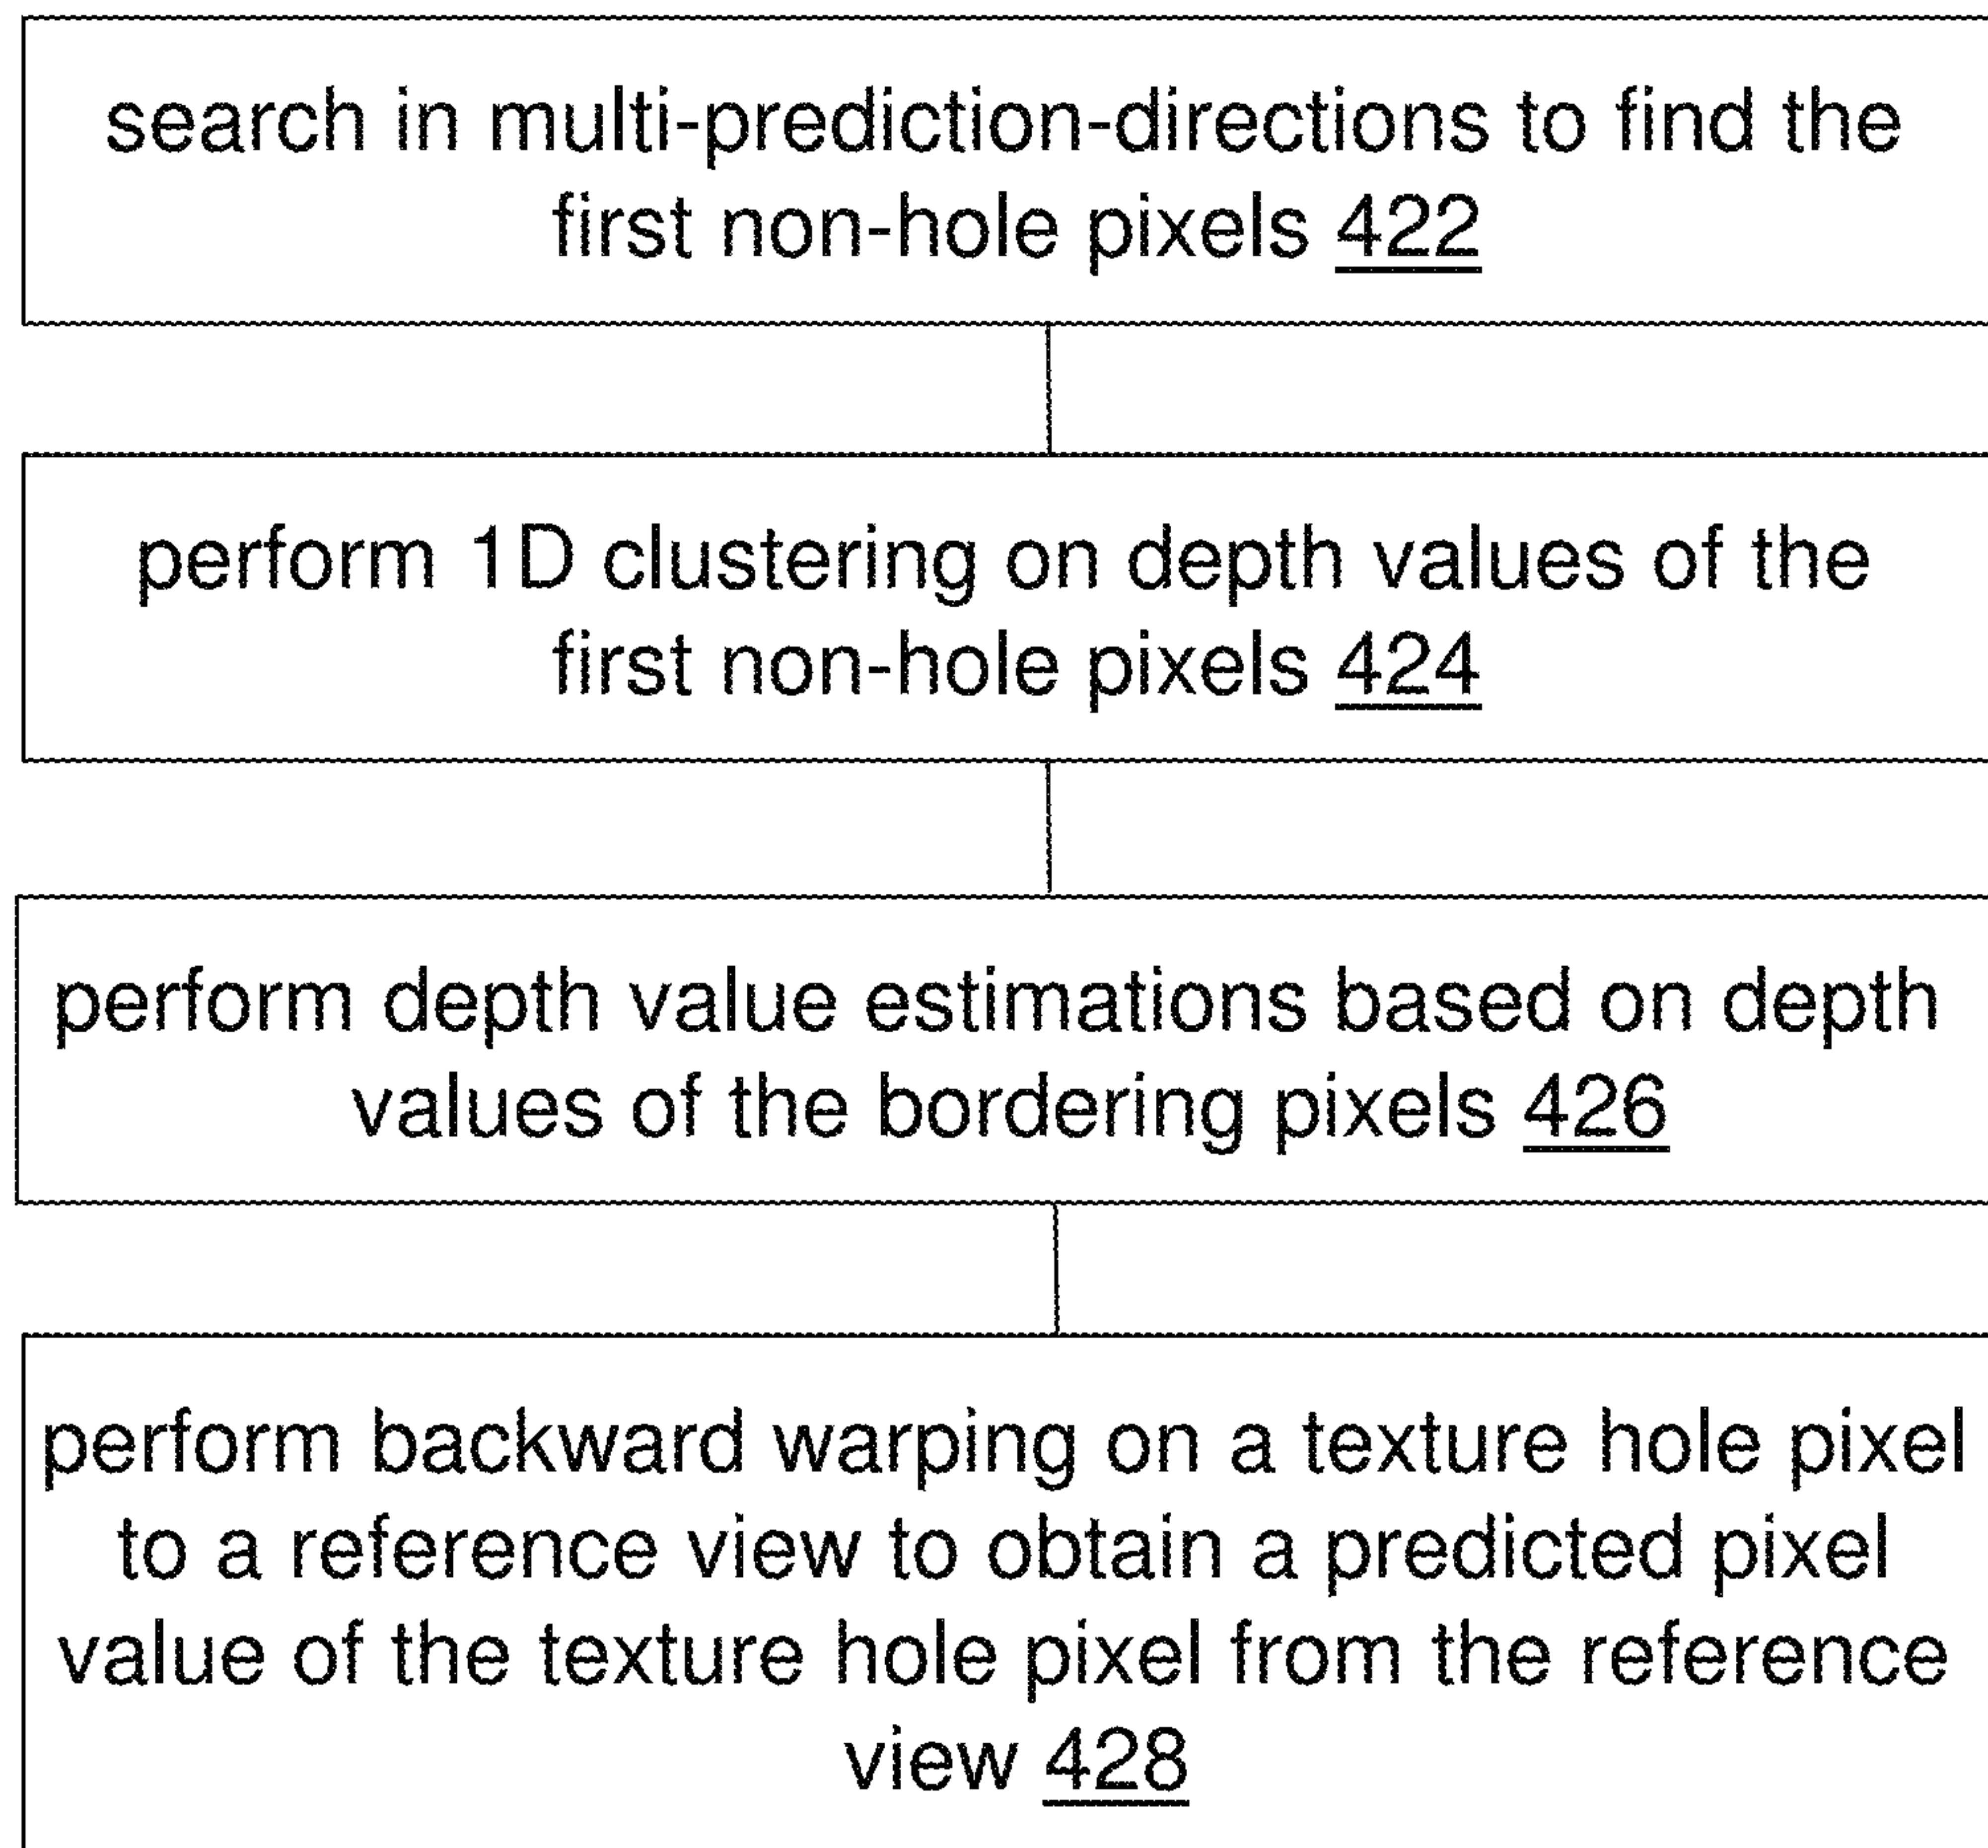 search in multi-prediction-directions to find the
first non-hole pixels 422
perform 1D clustering on depth values of the
first non-hole pixels 424
perform depth value estimations based on depth
values of the bordering pixels 426
perform backward warping on a texture hole pixel
to a reference view to obtain a predicted pixel
value of the texture hole pixel from the reference
view 428